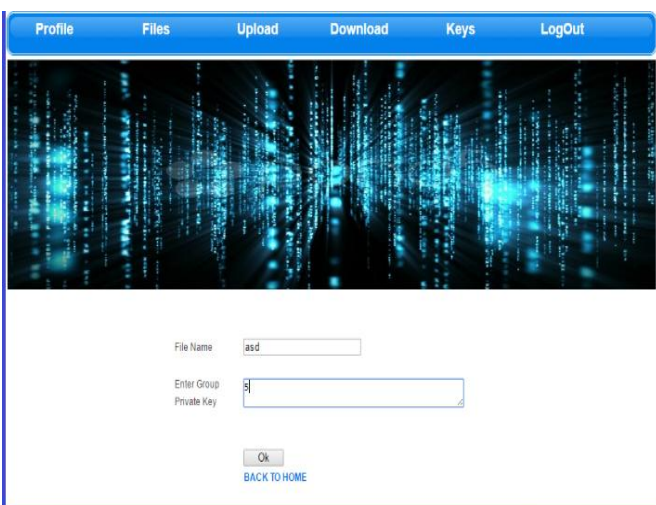 Profile Files Upload Download Keys LogOut
File Name asd
Enter Group
Private Key
5
Ok
BACK TO HOME